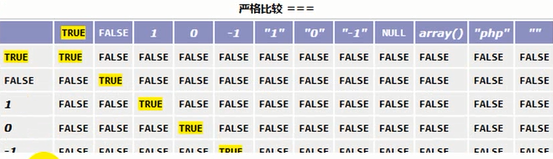 严格比较 ===
TRUE FALSE 1 0 -1 "1" "0" "-1" NULL array() "php" ""
TRUE TRUE FALSE FALSE FALSE FALSE FALSE FALSE FALSE FALSE FALSE FALSE FALSE
FALSE FALSE TRUE FALSE FALSE FALSE FALSE FALSE FALSE FALSE FALSE FALSE FALSE
1 FALSE FALSE TRUE FALSE FALSE FALSE FALSE FALSE FALSE FALSE FALSE FALSE
0 FALSE FALSE FALSE TRUE FALSE FALSE FALSE FALSE FALSE FALSE FALSE FALSE
-1 FALSE FALSE FALSE FALSE TRUE FALSE FALSE FALSE FALSE FALSE FALSE FALSE